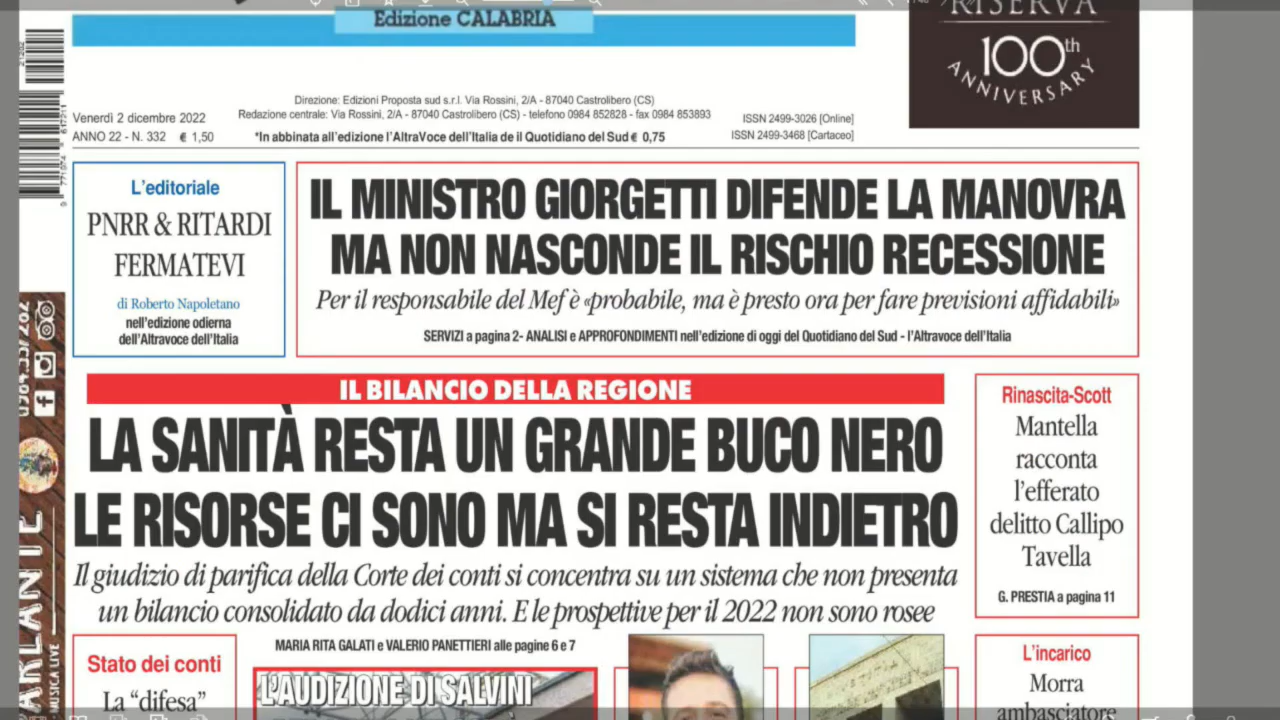 Edizione CALABRIA
RISERVA
100th
ANNIVERSARY
Direzione: Edizioni Proposta sud s.r.l. Via Rossini, 2/A - 87040 Castrolibero (CS)
Venerdì 2 dicembre 2022
Redazione centrale: Via Rossini, 2/A - 87040 Castrolibero (CS) - telefono 0984 852828 - fax 0984 853893
ISSN 2499-3026 [Online]
ANNO 22 - N. 332 € 1,50
*In abbinata all'edizione l'AltraVoce dell'Italia de il Quotidiano del Sud € 0,75
ISSN 2499-3468 [Cartaceo]
L'editoriale
PNRR & RITARDI
FERMATEVI
di Roberto Napoletano
nell'edizione odierna
dell'Altravoce dell'Italia
IL MINISTRO GIORGETTI DIFENDE LA MANOVRA
MA NON NASCONDE IL RISCHIO RECESSIONE
Per il responsabile del Mef è «probabile, ma è presto ora per fare previsioni affidabili»
SERVIZI a pagina 2- ANALISI e APPROFONDIMENTI nell'edizione di oggi del Quotidiano del Sud - l'Altravoce dell'Italia
IL BILANCIO DELLA REGIONE
LA SANITÀ RESTA UN GRANDE BUCO NERO
LE RISORSE CI SONO MA SI RESTA INDIETRO
Il giudizio di parifica della Corte dei conti si concentra su un sistema che non presenta
un bilancio consolidato da dodici anni. E le prospettive per il 2022 non sono rosee
MARIA RITA GALATI e VALERIO PANETTIERI alle pagine 6 e 7
Rinascita-Scott
Mantella
racconta
l'efferato
delitto Callipo
Tavella
G. PRESTIA a pagina 11
Stato dei conti
La "difesa"
L'AUDIZIONE DI SALVINI
L'incarico
Morra
ambasciatore
MUSICA LIVE